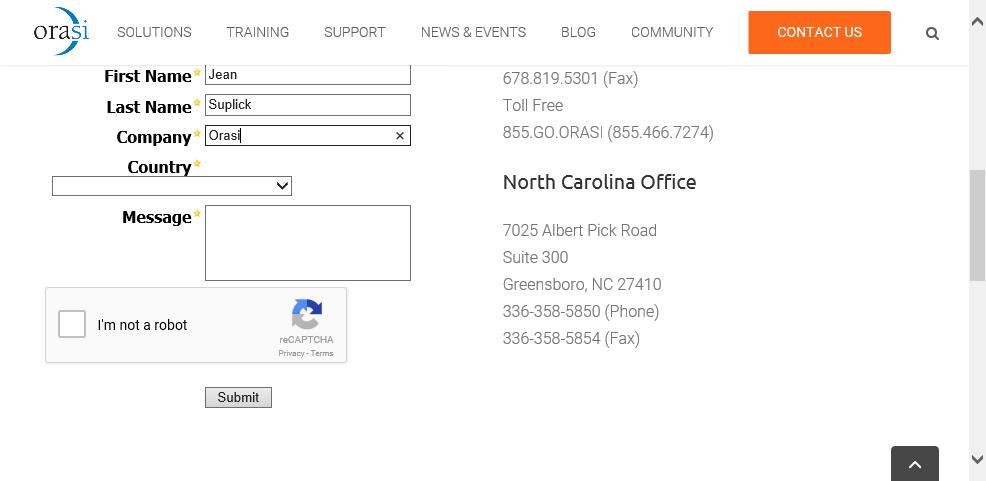 orasi
SOLUTIONS TRAINING SUPPORT NEWS & EVENTS BLOG COMMUNITY CONTACT US
First Name Jean
Last Name Suplick
Company Orasi
Country
Message
I'm not a robot
reCAPTCHA
Privacy - Terms
Submit
678.819.5301 (Fax)
Toll Free
855.GO.ORASI (855.466.7274)
North Carolina Office
7025 Albert Pick Road
Suite 300
Greensboro, NC 27410
336-358-5850 (Phone)
336-358-5854 (Fax)